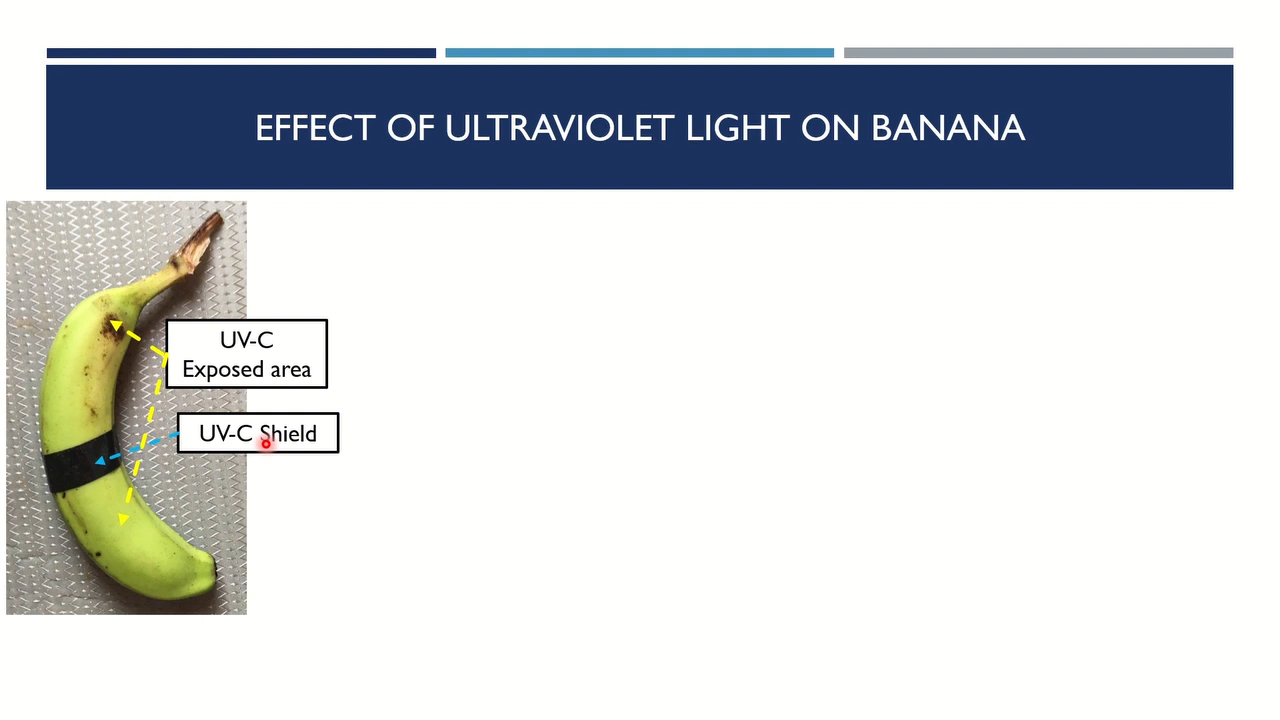 EFFECT OF ULTRAVIOLET LIGHT ON BANANA
UV-C
Exposed area
UV-C Shield